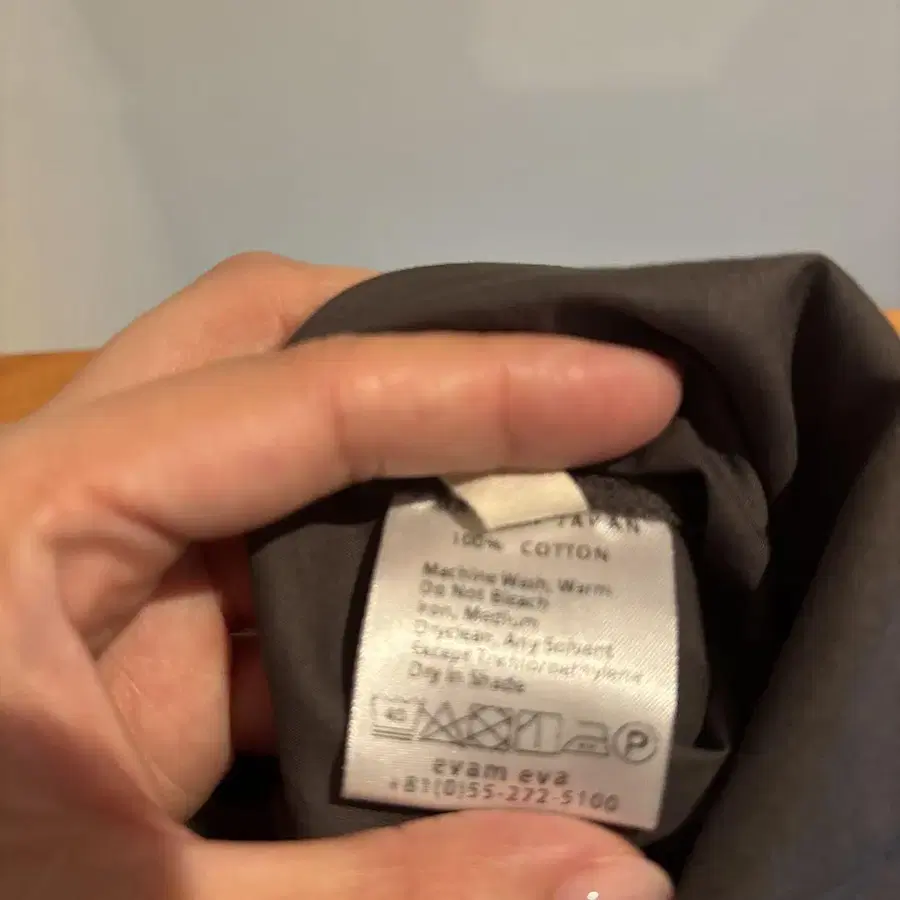 JAPAN
100% COTTON
Machine Wash, Warm
Do Not Bleach
Iron, Medium
Dryclean, Any Solvent
Except Trichloroethylene
Dry in Shade
40
P
evam eva
+81(0)55-272-5100